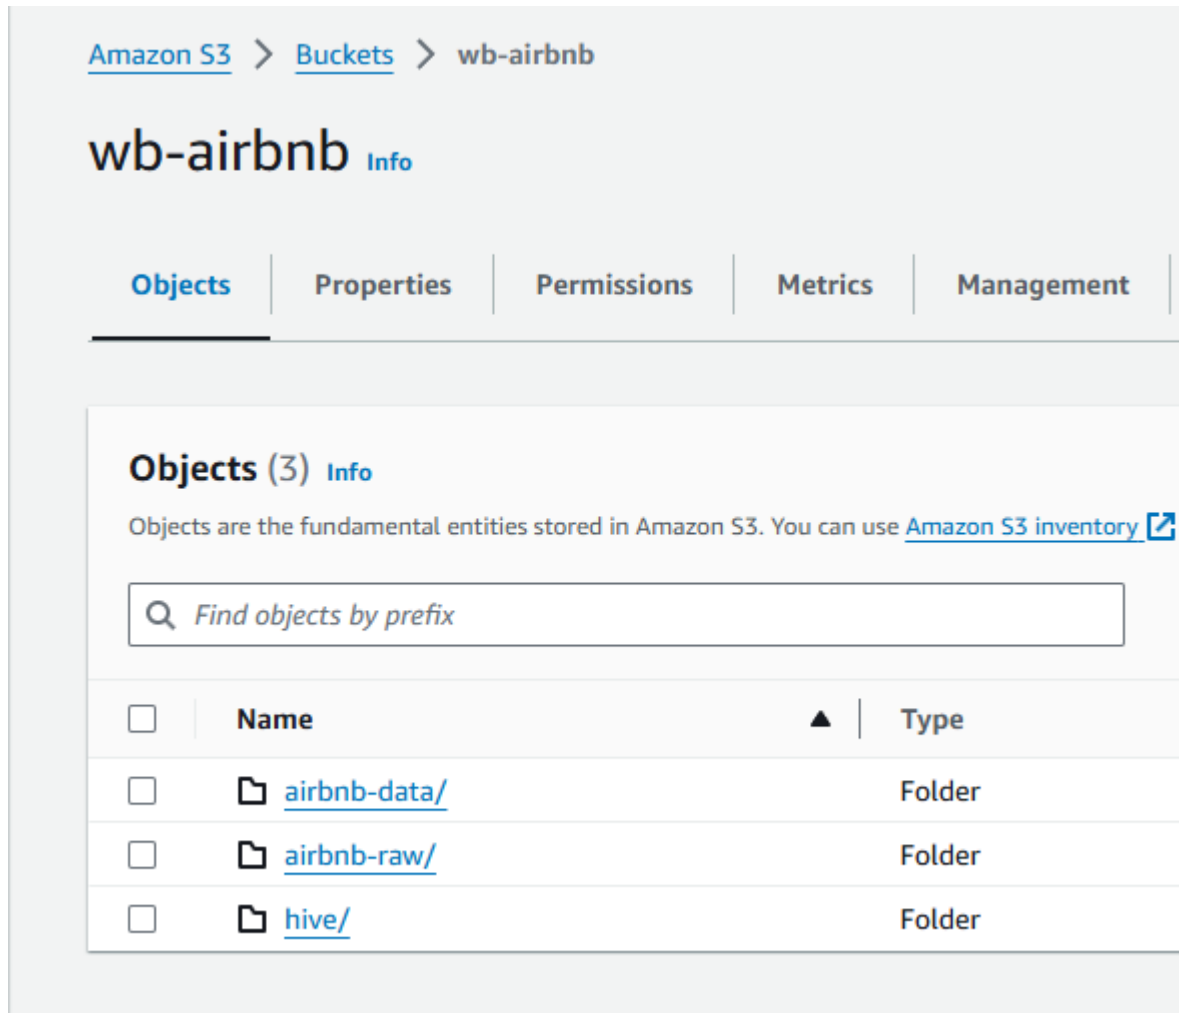 Amazon S3 > Buckets > wb-airbnb
wb-airbnb Info
Objects Properties Permissions Metrics Management
Objects (3) Info
Objects are the fundamental entities stored in Amazon S3. You can use Amazon S3 inventory
Find objects by prefix
Name Type
airbnb-data/ Folder
airbnb-raw/ Folder
hive/ Folder